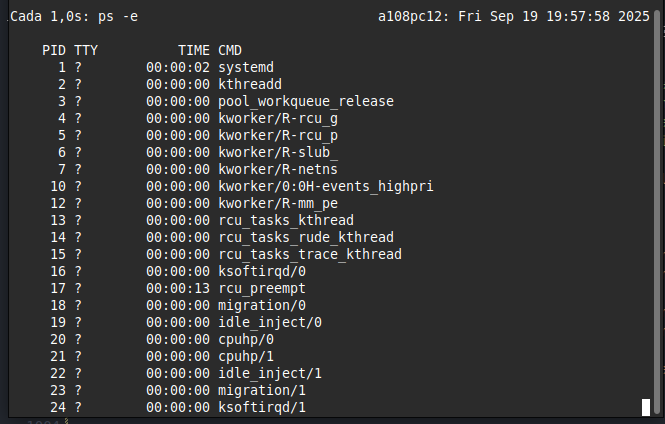 Cada 1,0s: ps -e a108pc12: Fri Sep 19 19:57:58 2025
PID TTY TIME CMD
1 ? 00:00:02 systemd
2 ? 00:00:00 kthreadd
3 ? 00:00:00 pool_workqueue_release
4 ? 00:00:00 kworker/R-rcu_g
5 ? 00:00:00 kworker/R-rcu_p
6 ? 00:00:00 kworker/R-slub_
7 ? 00:00:00 kworker/R-netns
10 ? 00:00:00 kworker/0:0H-events_highpri
12 ? 00:00:00 kworker/R-mm_pe
13 ? 00:00:00 rcu_tasks_kthread
14 ? 00:00:00 rcu_tasks_rude_kthread
15 ? 00:00:00 rcu_tasks_trace_kthread
16 ? 00:00:00 ksoftirqd/0
17 ? 00:00:13 rcu_preempt
18 ? 00:00:00 migration/0
19 ? 00:00:00 idle_inject/0
20 ? 00:00:00 cpuhp/0
21 ? 00:00:00 cpuhp/1
22 ? 00:00:00 idle_inject/1
23 ? 00:00:00 migration/1
24 ? 00:00:00 ksoftirqd/1